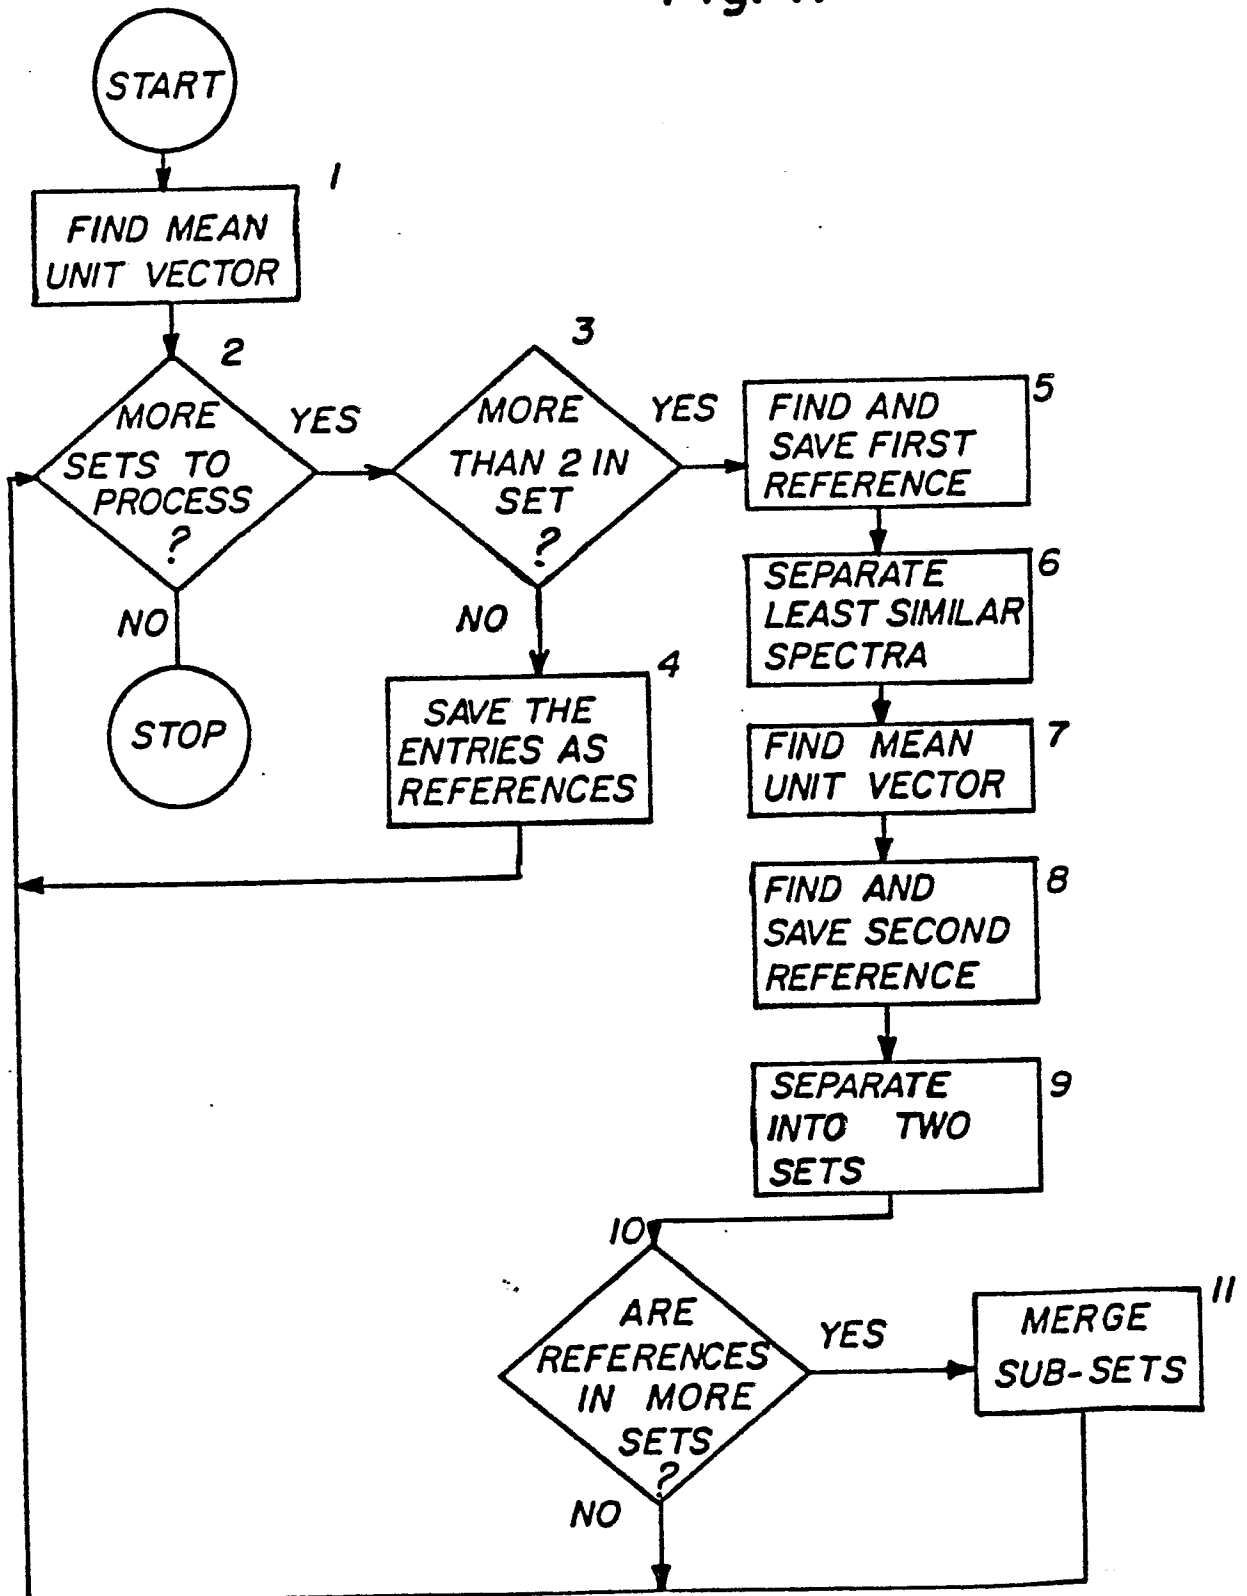 START
1
FIND MEAN
UNIT VECTOR
2
MORE
SETS TO
PROCESS
?
YES
NO
STOP
3
MORE
THAN 2 IN
SET
?
YES
NO
4
SAVE THE
ENTRIES AS
REFERENCES
5
FIND AND
SAVE FIRST
REFERENCE
6
SEPARATE
LEAST SIMILAR
SPECTRA
7
FIND MEAN
UNIT VECTOR
8
FIND AND
SAVE SECOND
REFERENCE
9
SEPARATE
INTO TWO
SETS
10
ARE
REFERENCES
IN MORE
SETS
?
YES
NO
11
MERGE
SUB-SETS